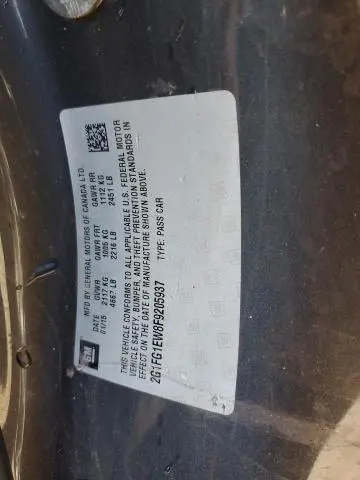 GM
MFD BY GENERAL MOTORS OF CANADA LTD
DATE GVWR GAWR FRT GAWR RR
01/15 2117 KG 1005 KG 1112 KG
4667 LB 2216 LB 2451 LB
THIS VEHICLE CONFORMS TO ALL APPLICABLE U.S. FEDERAL MOTOR
VEHICLE SAFETY, BUMPER, AND THEFT PREVENTION STANDARDS IN
EFFECT ON THE DATE OF MANUFACTURE SHOWN ABOVE.
2G1FG1EW8F9205937 TYPE: PASS CAR